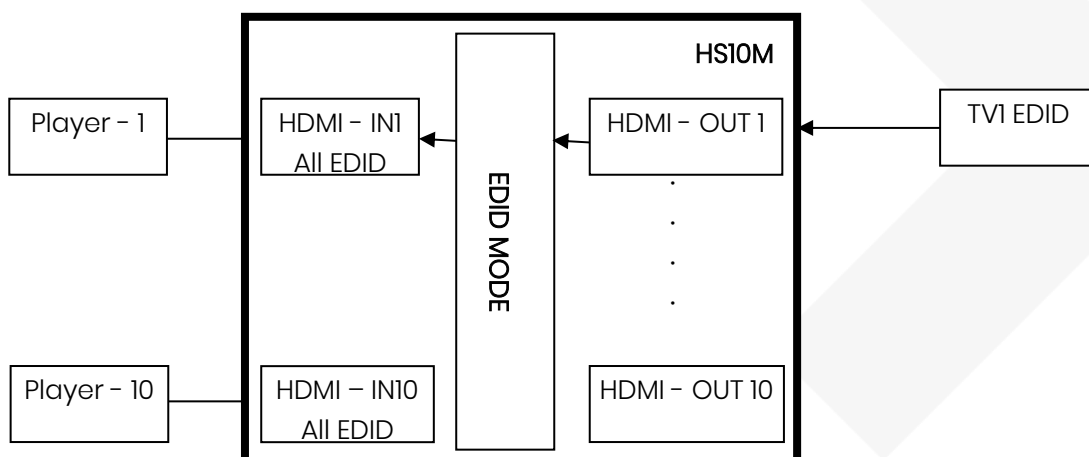 HS10M
Player - 1
HDMI - IN1
All EDID
EDID MODE
HDMI - OUT 1
TV1 EDID
Player - 10
HDMI – IN10
All EDID
HDMI - OUT 10